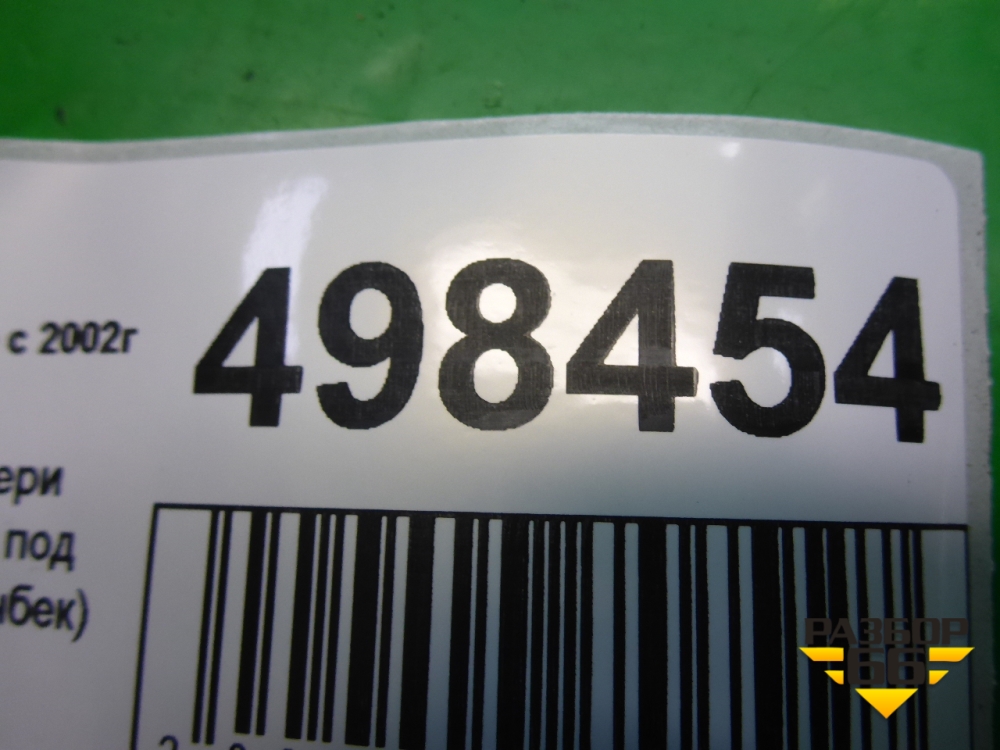 с 2002г
498454
ери
под
бек)
РАЗБОР
66